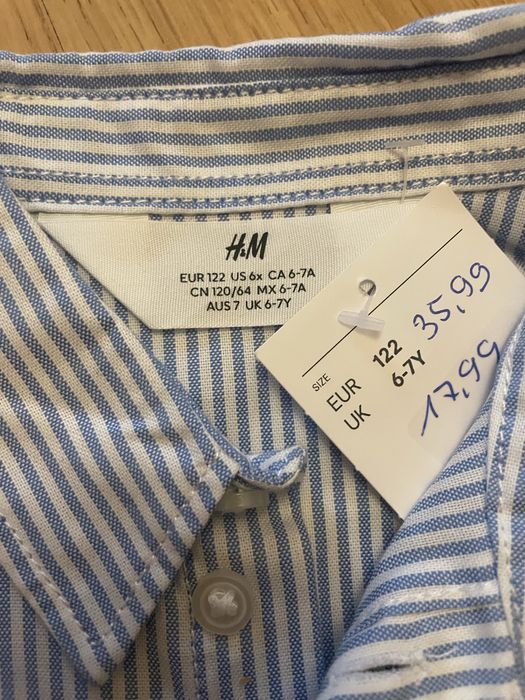 H&M
EUR 122 US 6x CA 6-7A
CN 120/64 MX 6-7A
AUS 7 UK 6-7Y
SIZE
EUR 122 35,99
UK 6-7Y 17,99